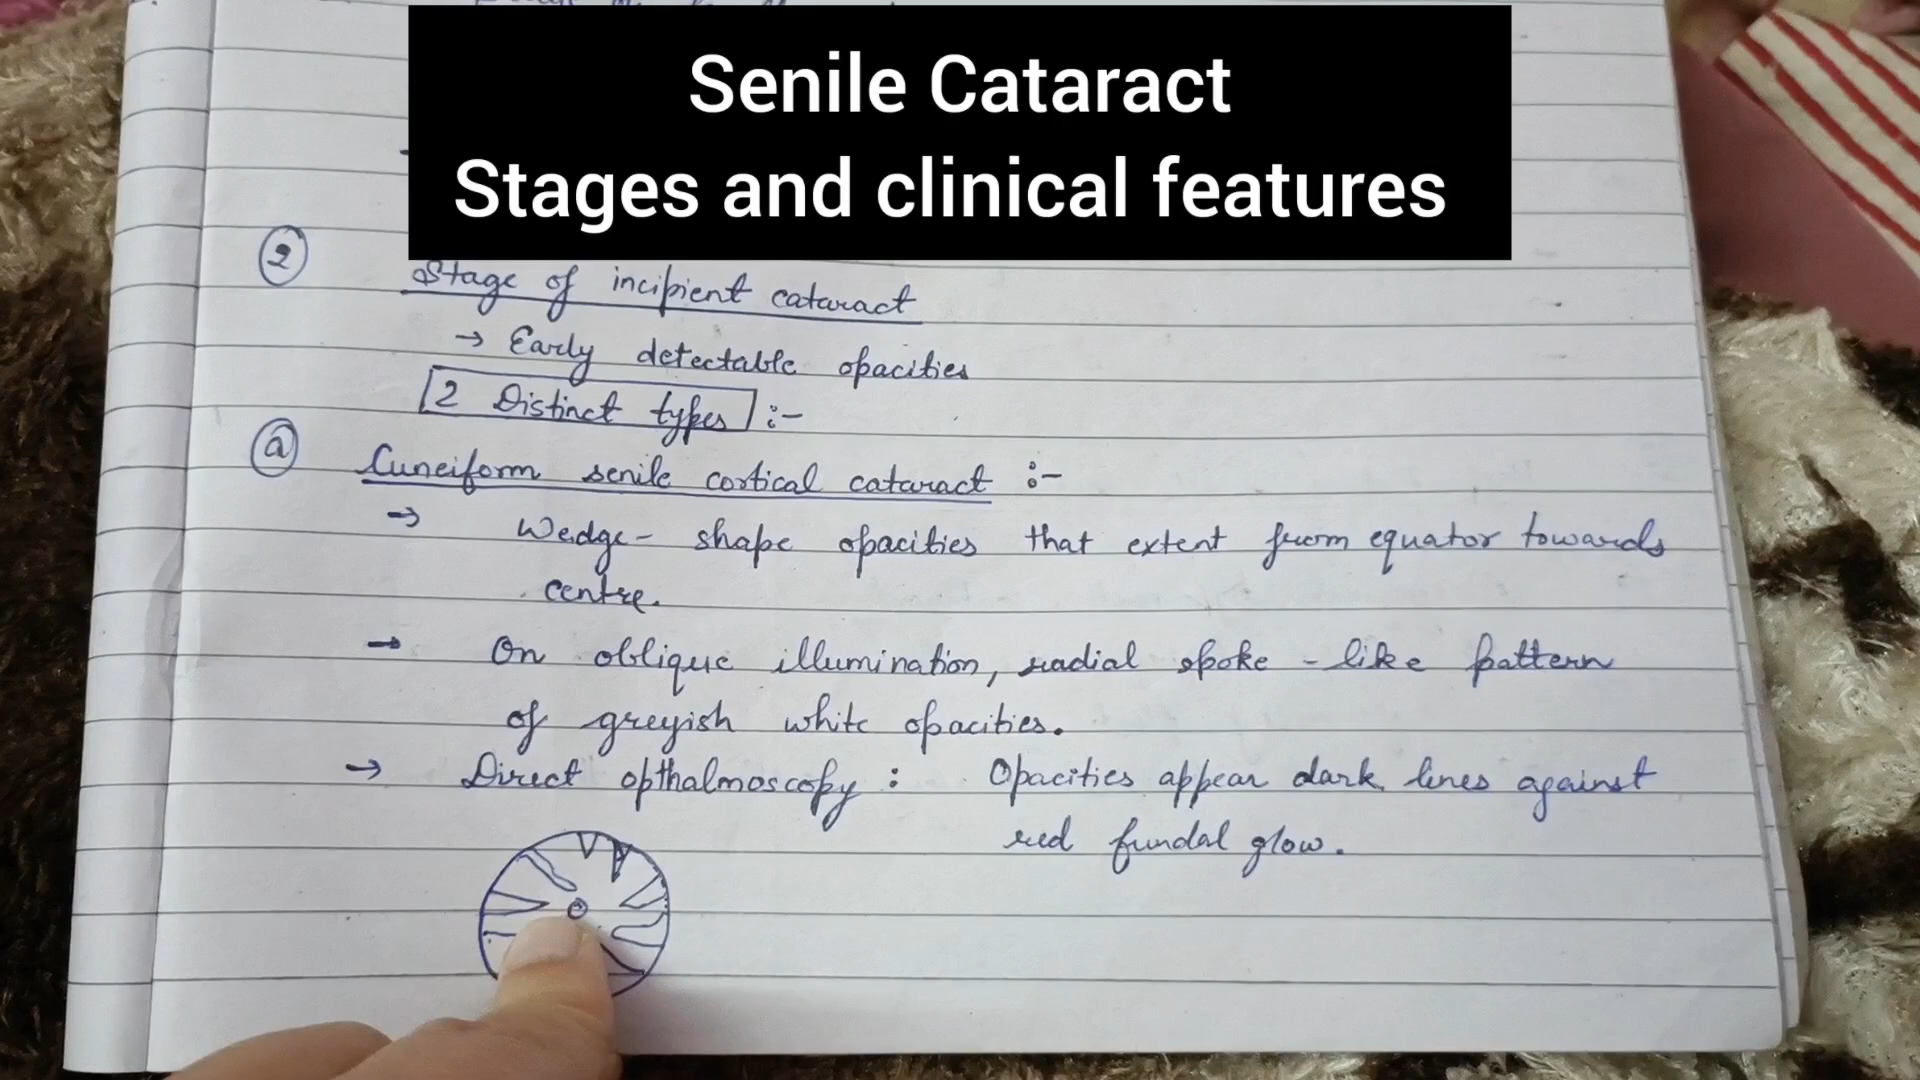 Senile Cataract
Stages and clinical features
2 Stage of incipient cataract
→ Early detectable opacities
2 Distinct types :-
a Cuneiform senile cortical cataract :-
→ Wedge - shape opacities that extent from equator towards
centre.
→ On oblique illumination, radial spoke - like pattern
of greyish white opacities.
→ Direct opthalmoscopy : Opacities appear dark lines against
red fundal glow.